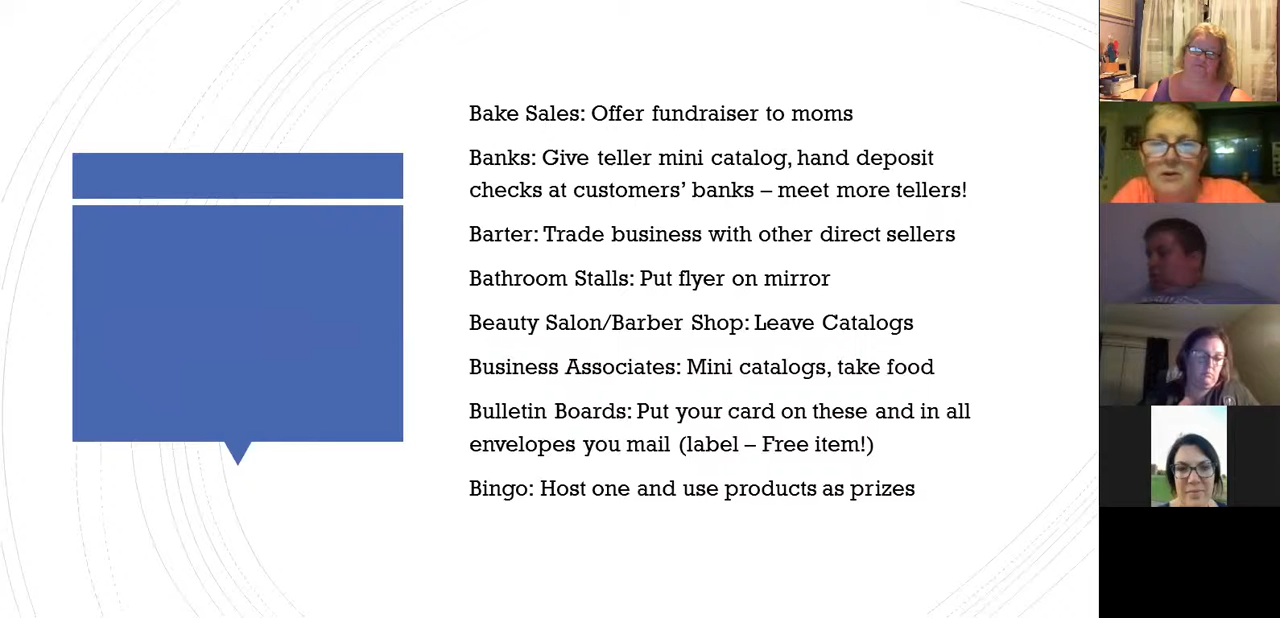 Bake Sales: Offer fundraiser to moms
Banks: Give teller mini catalog, hand deposit
checks at customers’ banks – meet more tellers!
Barter: Trade business with other direct sellers
Bathroom Stalls: Put flyer on mirror
Beauty Salon/Barber Shop: Leave Catalogs
Business Associates: Mini catalogs, take food
Bulletin Boards: Put your card on these and in all
envelopes you mail (label – Free item!)
Bingo: Host one and use products as prizes